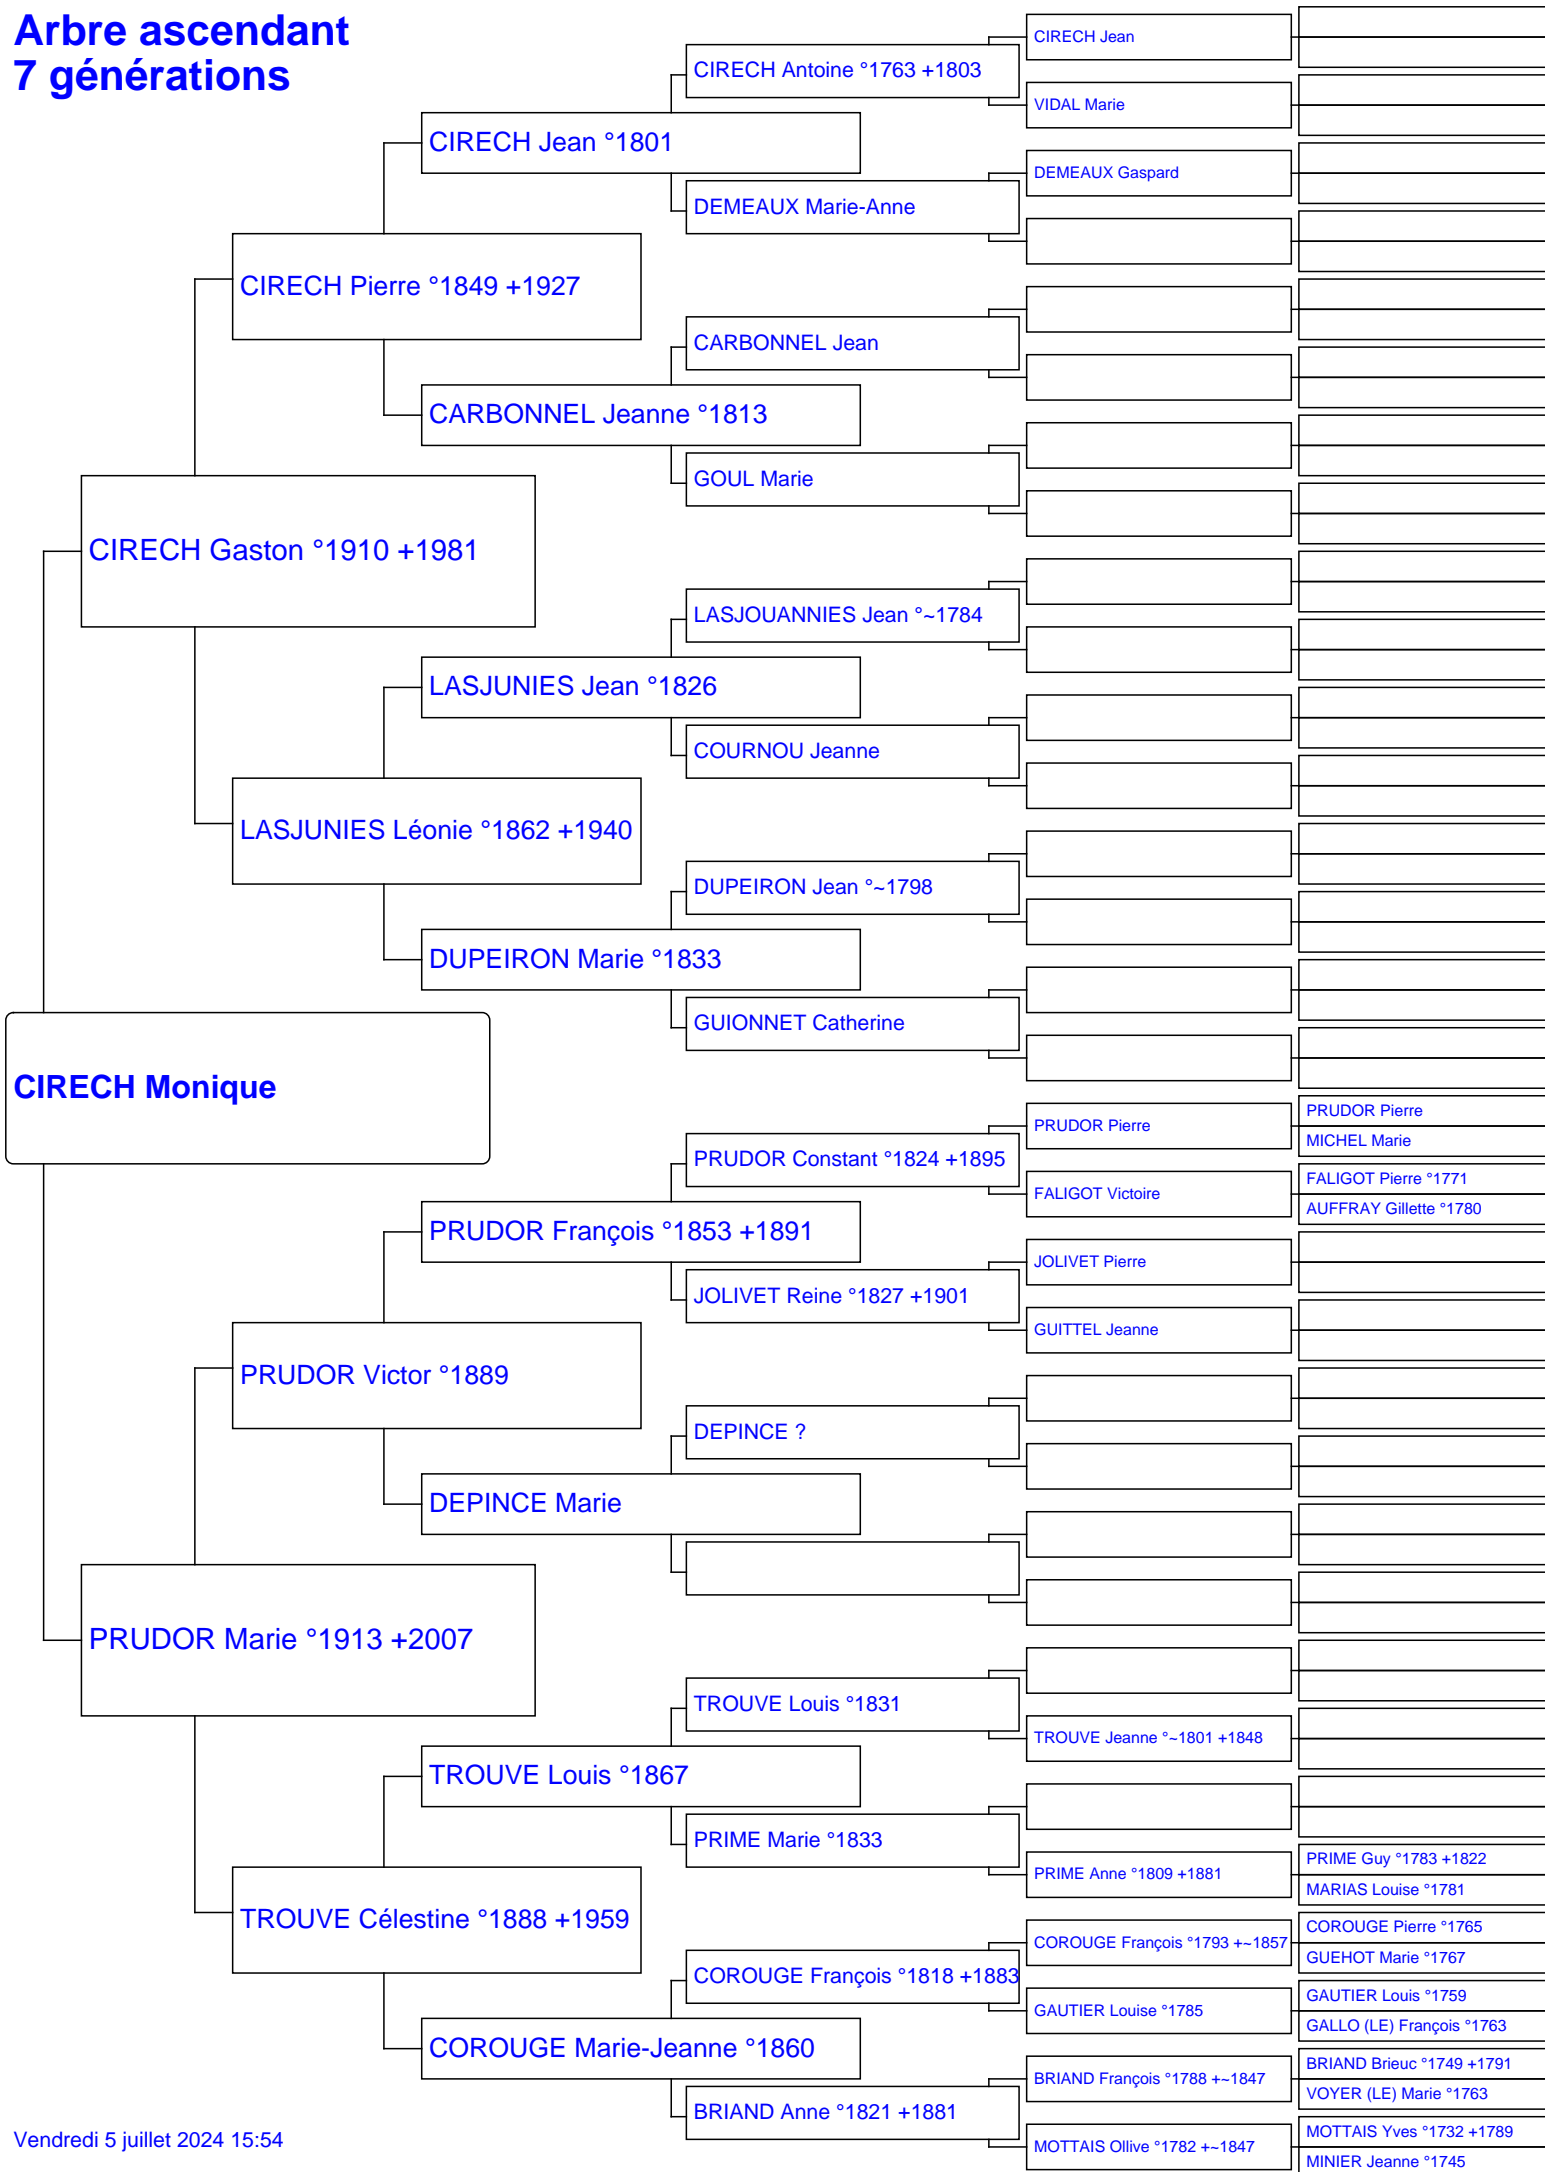 Arbre ascendant
7 générations
CIRECH Monique
CIRECH Gaston °1910 +1981
PRUDOR Marie °1913 +2007
CIRECH Pierre °1849 +1927
LASJUNIES Léonie °1862 +1940
PRUDOR Victor °1889
TROUVE Célestine °1888 +1959
CIRECH Jean °1801
CARBONNEL Jeanne °1813
LASJUNIES Jean °1826
DUPEIRON Marie °1833
PRUDOR François °1853 +1891
DEPINCE Marie
TROUVE Louis °1867
COROUGE Marie-Jeanne °1860
CIRECH Antoine °1763 +1803
DEMEAUX Marie-Anne
CARBONNEL Jean
GOUL Marie
LASJOUANNIES Jean °~1784
COURNOU Jeanne
DUPEIRON Jean °~1798
GUIONNET Catherine
PRUDOR Constant °1824 +1895
JOLIVET Reine °1827 +1901
DEPINCE ?
TROUVE Louis °1831
PRIME Marie °1833
COROUGE François °1818 +1883
BRIAND Anne °1821 +1881
CIRECH Jean
VIDAL Marie
DEMEAUX Gaspard
PRUDOR Pierre
FALIGOT Victoire
JOLIVET Pierre
GUITTEL Jeanne
TROUVE Jeanne °~1801 +1848
PRIME Anne °1809 +1881
COROUGE François °1793 +~1857
GAUTIER Louise °1785
BRIAND François °1788 +~1847
MOTTAIS Ollive °1782 +~1847
PRUDOR Pierre
MICHEL Marie
FALIGOT Pierre °1771
AUFFRAY Gillette °1780
PRIME Guy °1783 +1822
MARIAS Louise °1781
COROUGE Pierre °1765
GUEHOT Marie °1767
GAUTIER Louis °1759
GALLO (LE) François °1763
BRIAND Brieuc °1749 +1791
VOYER (LE) Marie °1763
MOTTAIS Yves °1732 +1789
MINIER Jeanne °1745
Vendredi 5 juillet 2024 15:54